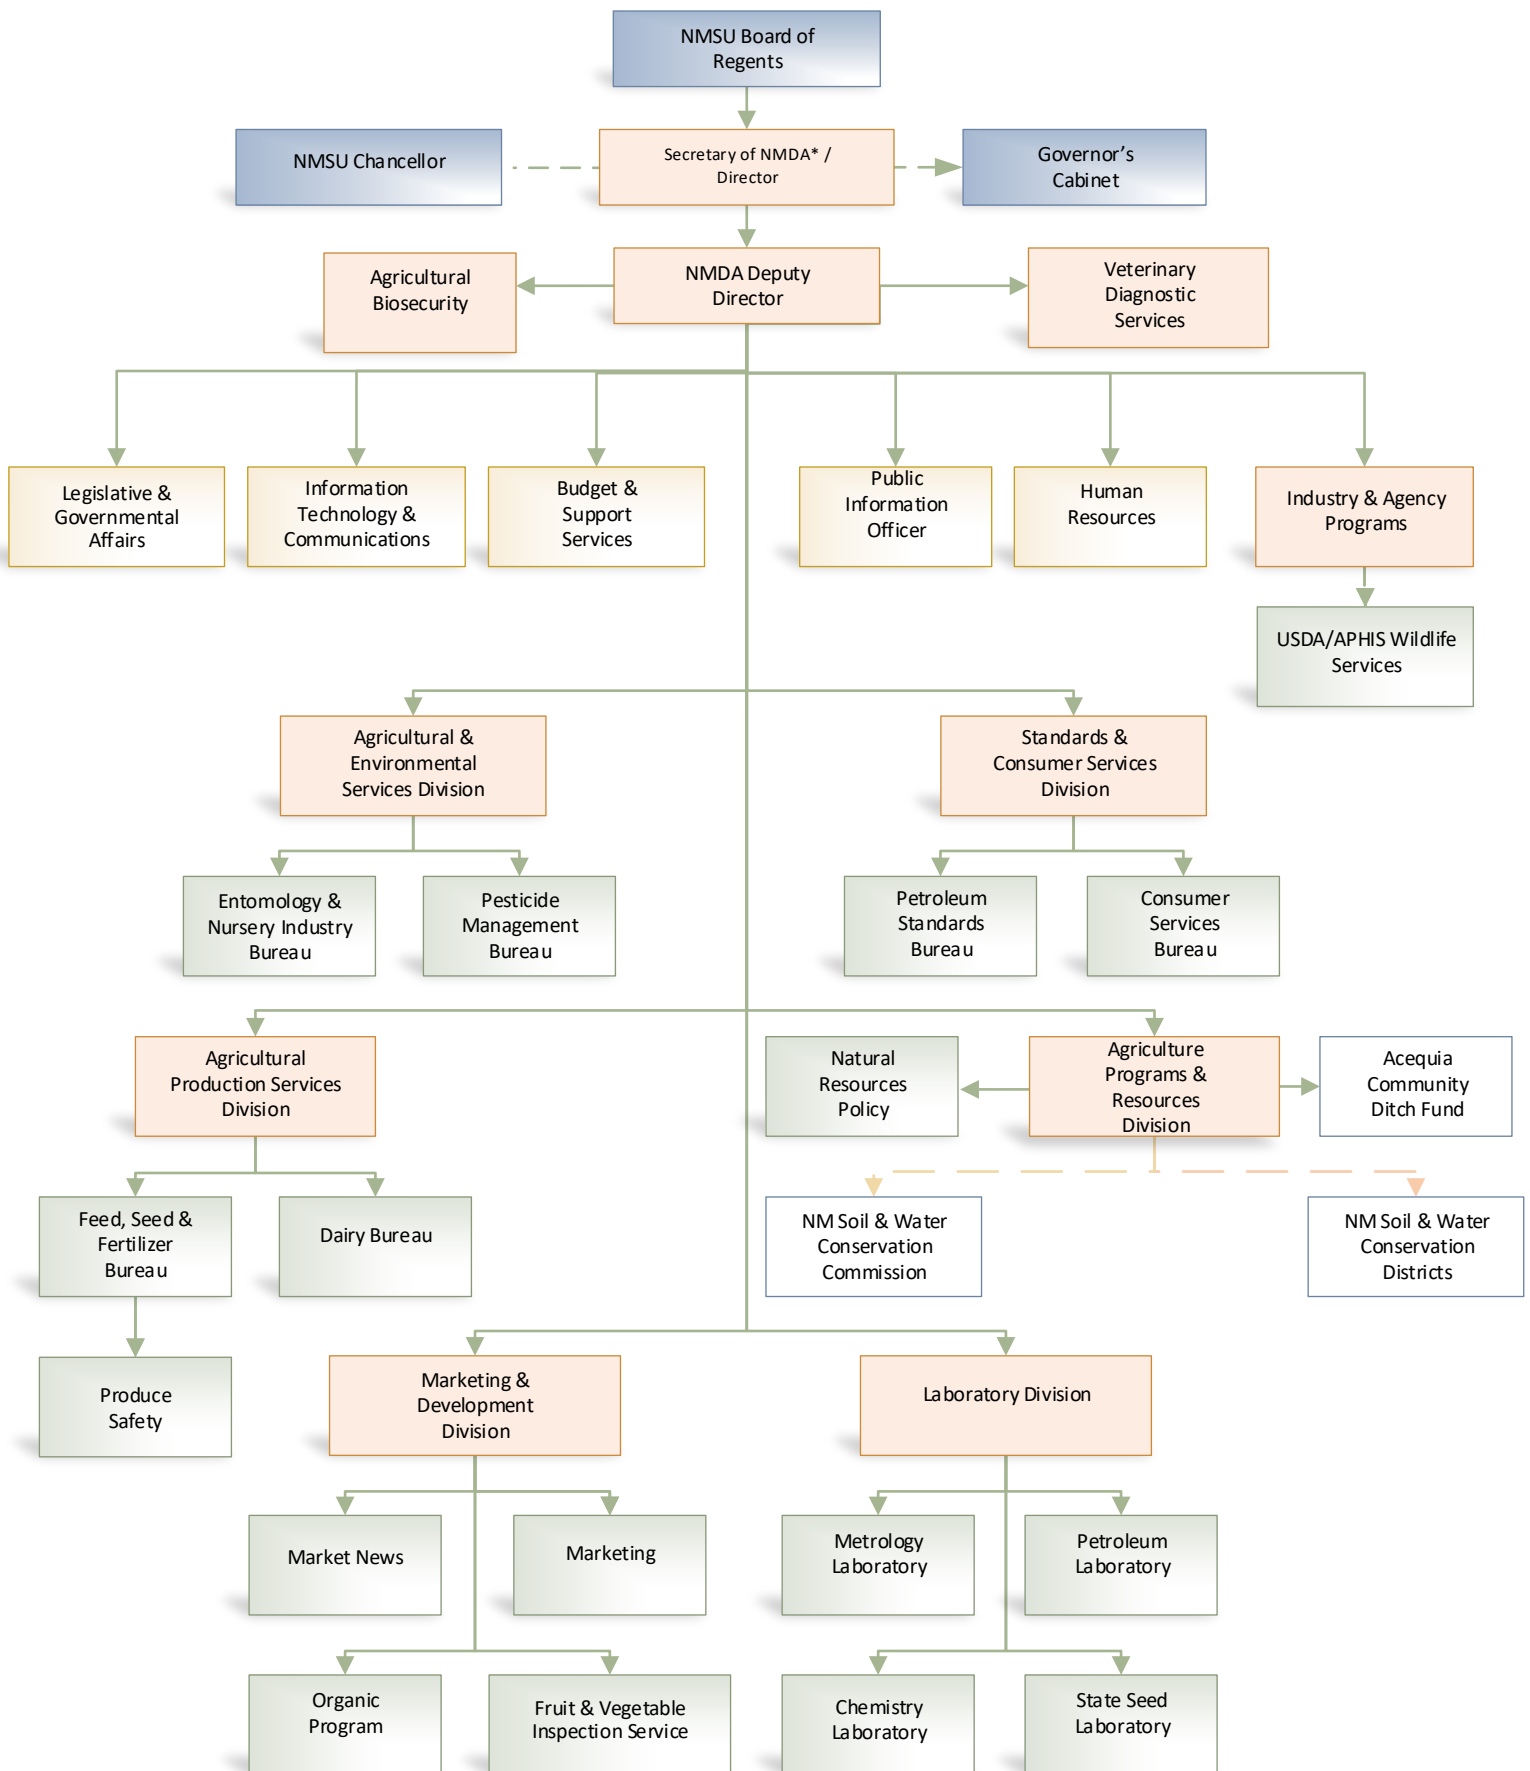 NMSU Board of
Regents
NMSU Chancellor
Secretary of NMDA* /
Director
Governor’s
Cabinet
Agricultural
Biosecurity
NMDA Deputy
Director
Veterinary
Diagnostic
Services
Legislative &
Governmental
Affairs
Information
Technology &
Communications
Budget &
Support
Services
Public
Information
Officer
Human
Resources
Industry & Agency
Programs
USDA/APHIS Wildlife
Services
Agricultural &
Environmental
Services Division
Standards &
Consumer Services
Division
Entomology &
Nursery Industry
Bureau
Pesticide
Management
Bureau
Petroleum
Standards
Bureau
Consumer
Services
Bureau
Agricultural
Production Services
Division
Natural
Resources
Policy
Agriculture
Programs &
Resources
Division
Acequia
Community
Ditch Fund
Feed, Seed &
Fertilizer
Bureau
Dairy Bureau
NM Soil & Water
Conservation
Commission
NM Soil & Water
Conservation
Districts
Produce
Safety
Marketing &
Development
Division
Laboratory Division
Market News
Marketing
Metrology
Laboratory
Petroleum
Laboratory
Organic
Program
Fruit & Vegetable
Inspection Service
Chemistry
Laboratory
State Seed
Laboratory